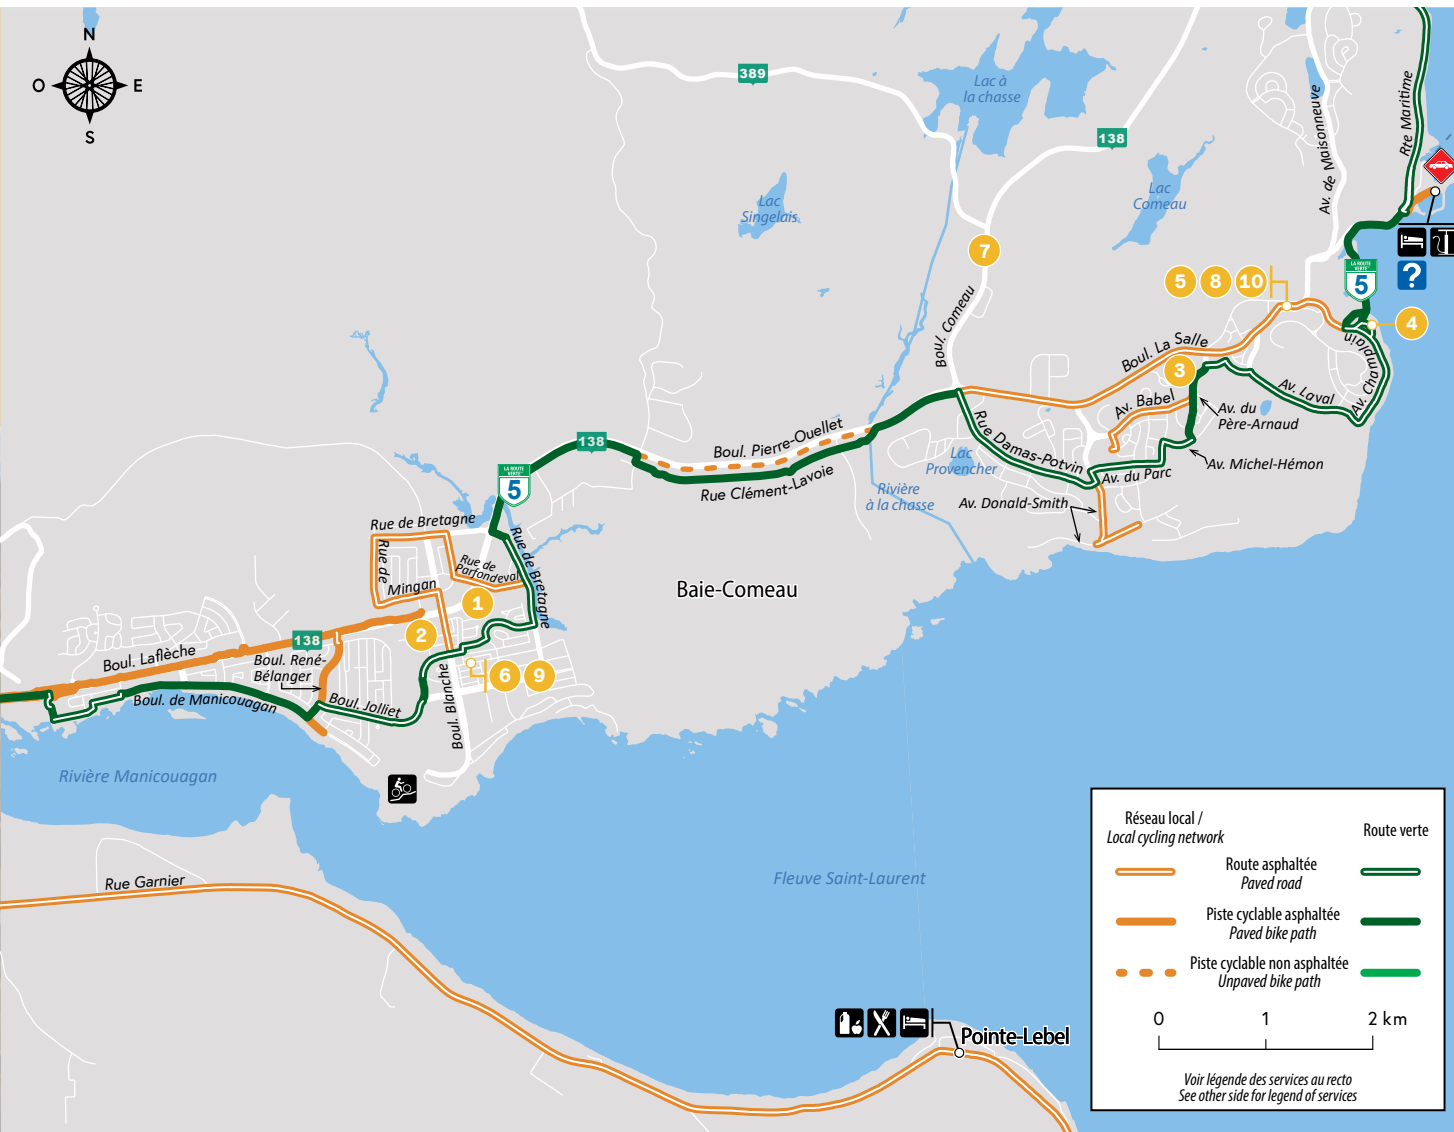 N
O
E
S
389
Lac à
la chasse
138
Rte Maritime
Av. de Maisonneuve
Lac
Singelais
Lac
Comeau
7
5
8
10
LA ROUTE
VERTE
5
?
4
Boul. Comeau
Boul. La Salle
3
Av. Champlain
Av. Laval
Av. Babel
Av. du
Père-Arnaud
138
Boul. Pierre-Ouellet
Rue Clément-Lavoie
Rue Damas-Potvin
Lac
Provencher
Av. du Parc
Av. Michel-Hémon
Rivière
à la chasse
Av. Donald-Smith
LA ROUTE
VERTE
5
Rue de Bretagne
Rue de Bretagne
Rue de
Mingan
Rue de
Parfondeval
Baie-Comeau
1
2
138
Boul. Laflèche
Boul. René-
Bélanger
6
9
Boul. de Manicouagan
Boul. Jolliet
Boul. Blanche
Rivière Manicouagan
Rue Garnier
Fleuve Saint-Laurent
Pointe-Lebel
Réseau local /
Local cycling network
Route verte
Route asphaltée
Paved road
Piste cyclable asphaltée
Paved bike path
Piste cyclable non asphaltée
Unpaved bike path
0
1
2 km
Voir légende des services au recto
See other side for legend of services